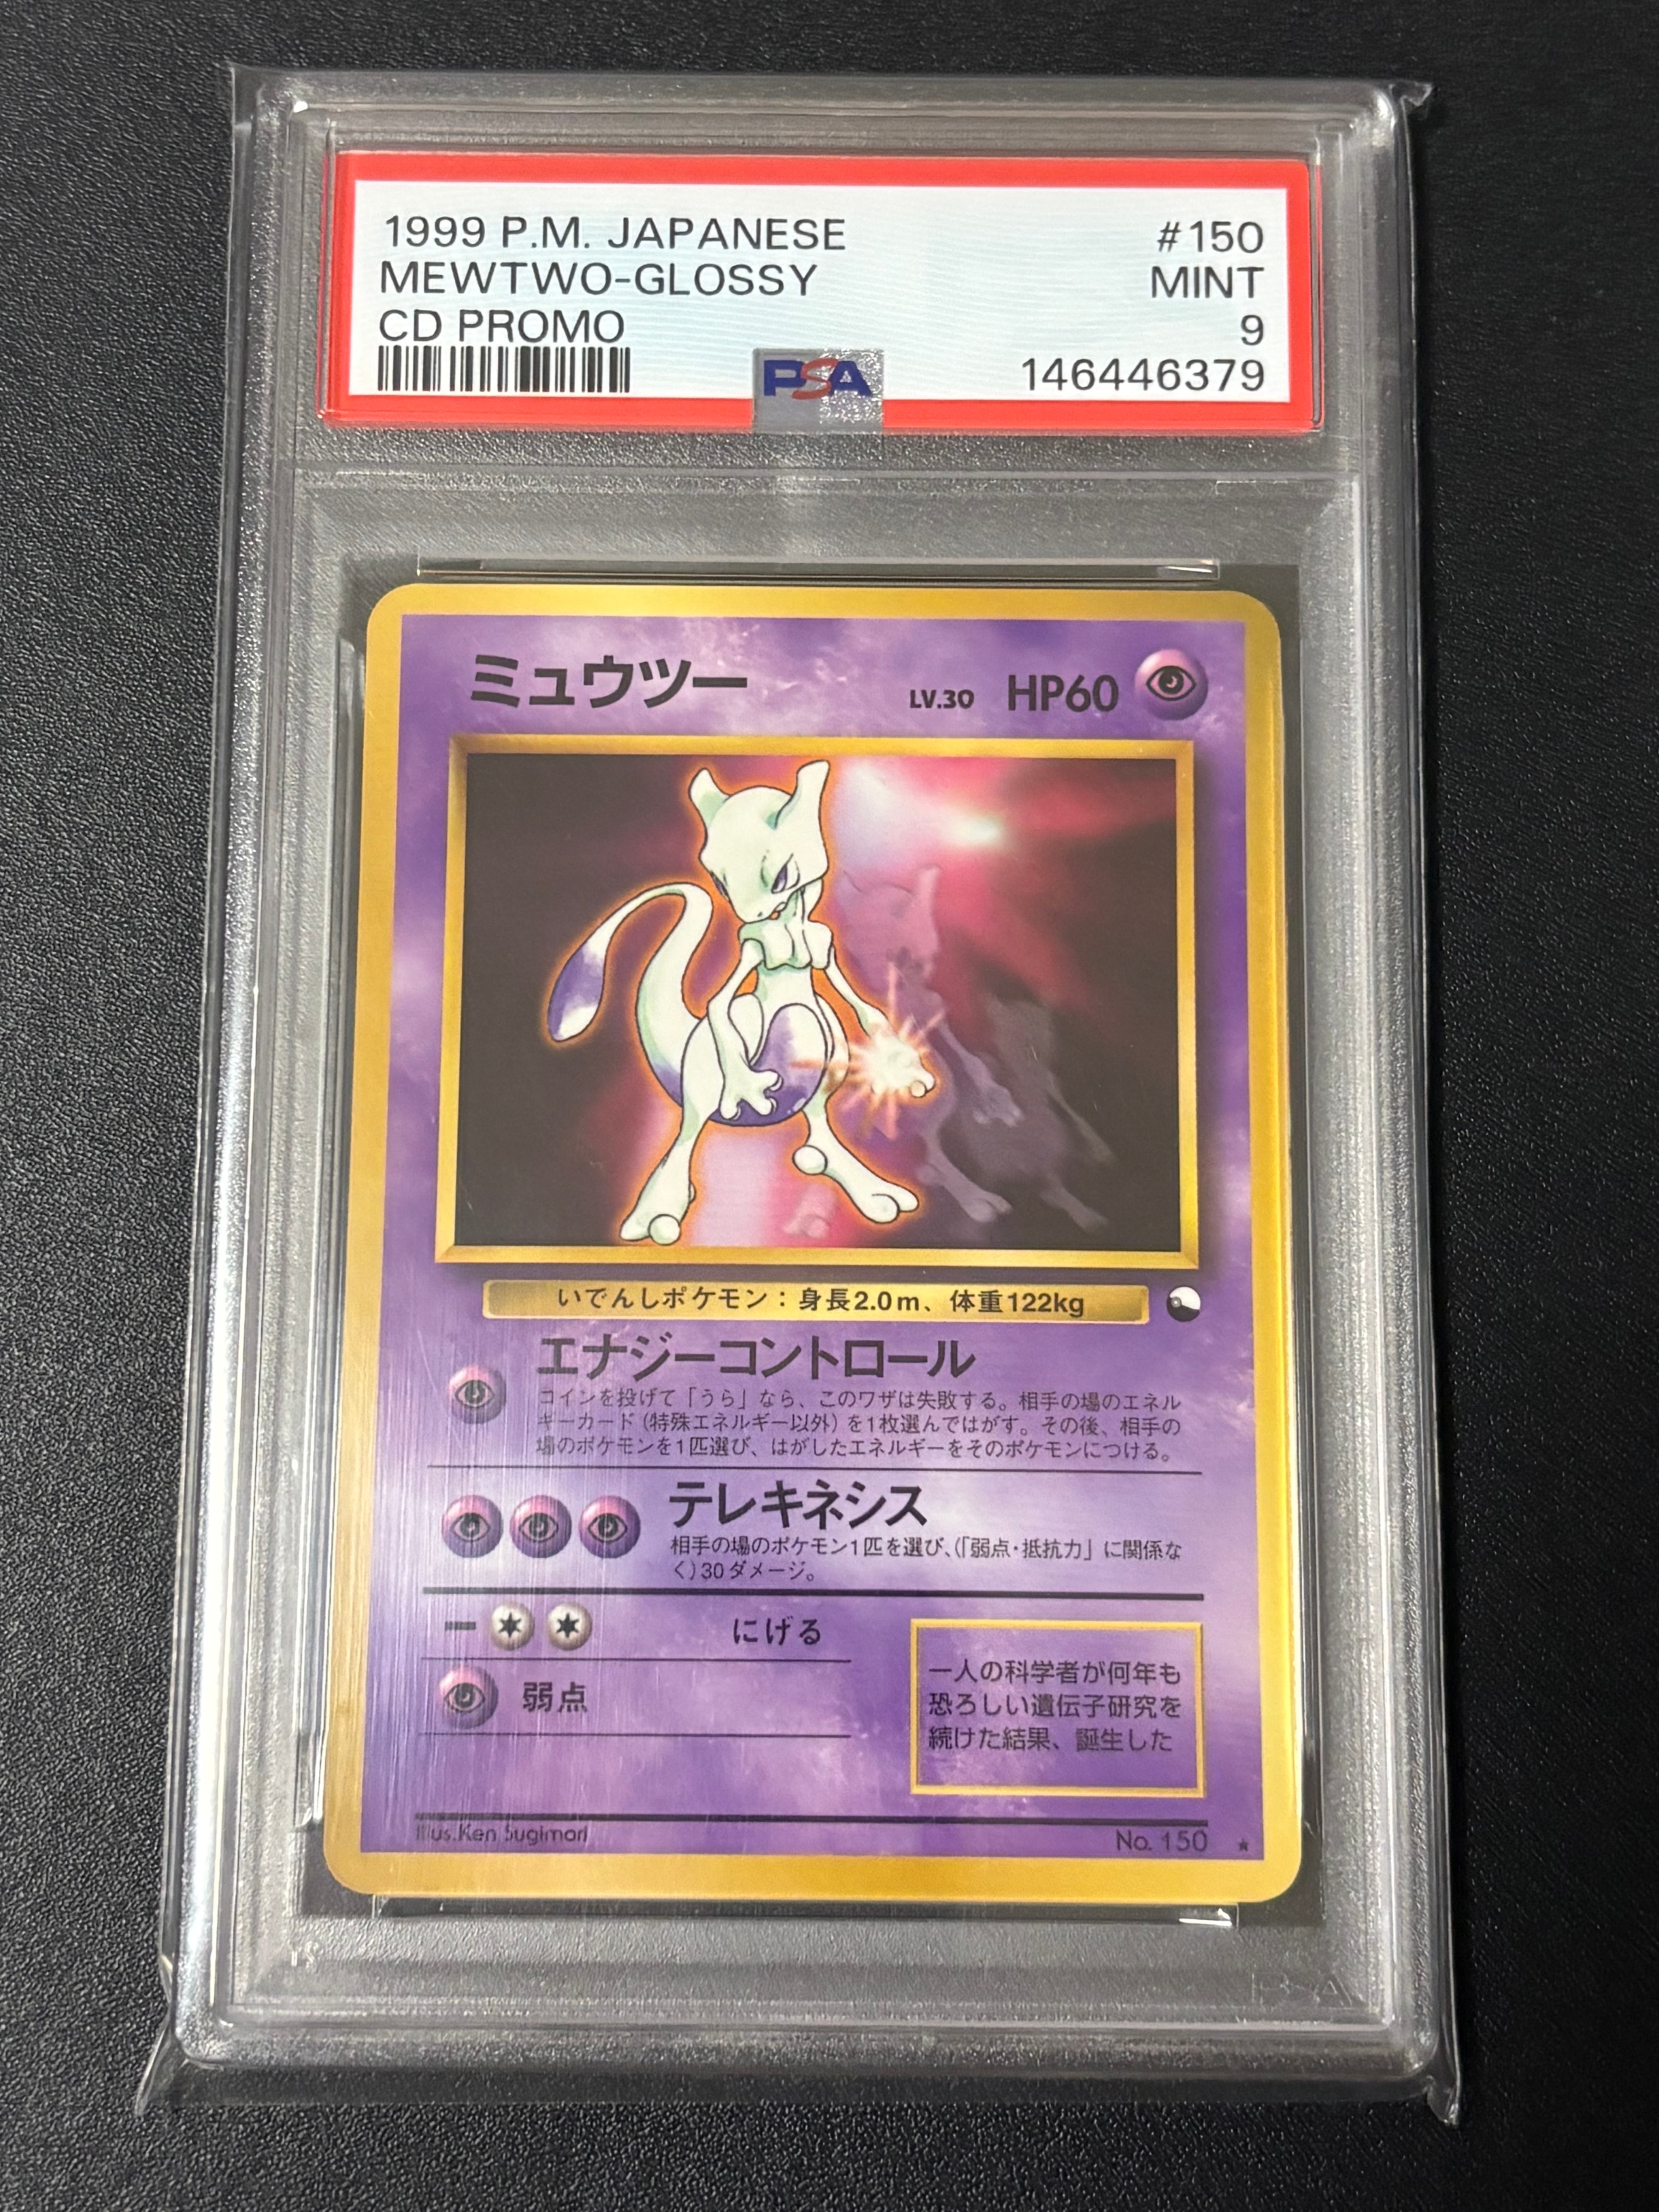 1999 P.M. JAPANESE #150
MEWTWO-GLOSSY MINT
CD PROMO 9
PSA 146446379
ミュウツー LV.30 HP60
いでんしポケモン：身長2.0m、体重122kg
エナジーコントロール
コインを投げて「うら」なら、このワザは失敗する。相手の場のエネル
ギーカード（特殊エネルギー以外）を1枚選んではがす。その後、相手の
場のポケモンを1匹選び、はがしたエネルギーをそのポケモンにつける。
テレキネシス
相手の場のポケモン1匹を選び、(「弱点・抵抗力」に関係な
く)30ダメージ。
にげる
弱点
一人の科学者が何年も
恐ろしい遺伝子研究を
続けた結果、誕生した
Illus.Ken Sugimori No. 150 ★
PSA